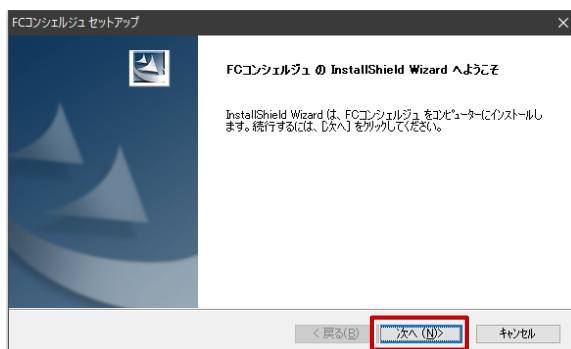 FCコンシェルジュ セットアップ
FCコンシェルジュ の InstallShield Wizard へようこそ
InstallShield Wizard は、FCコンシェルジュ をコンピューターにインストールし
ます。続行するには、[次へ] をクリックしてください。
< 戻る(B)
次へ (N)>
キャンセル